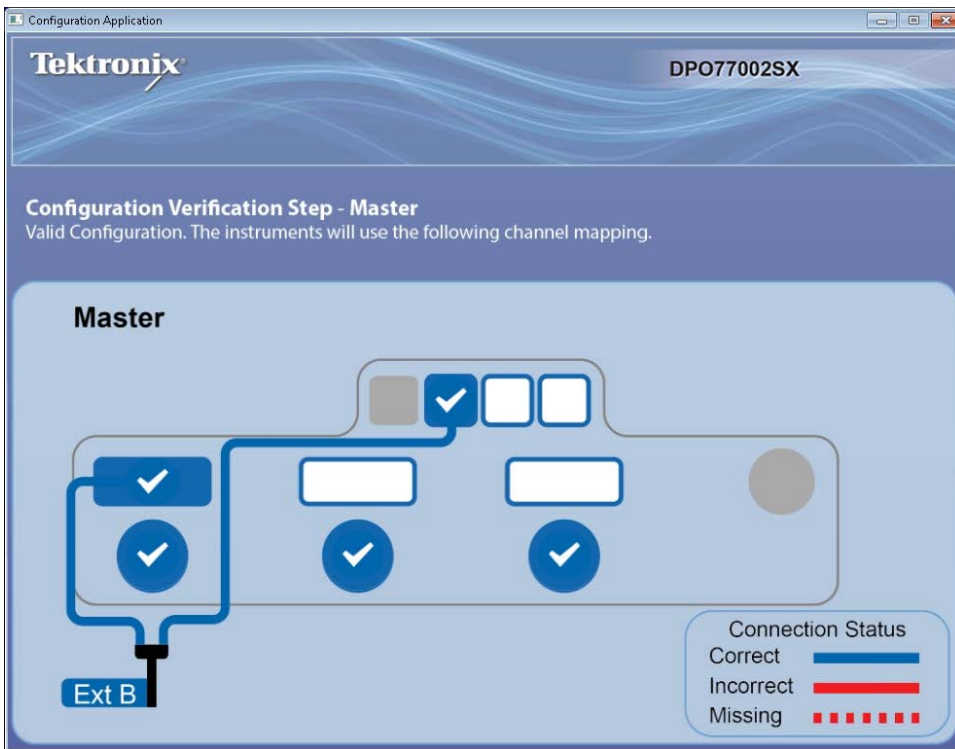 Configuration Application
Tektronix
DPO77002SX
Configuration Verification Step - Master
Valid Configuration. The instruments will use the following channel mapping.
Master
Ext B
Connection Status
Correct
Incorrect
Missing